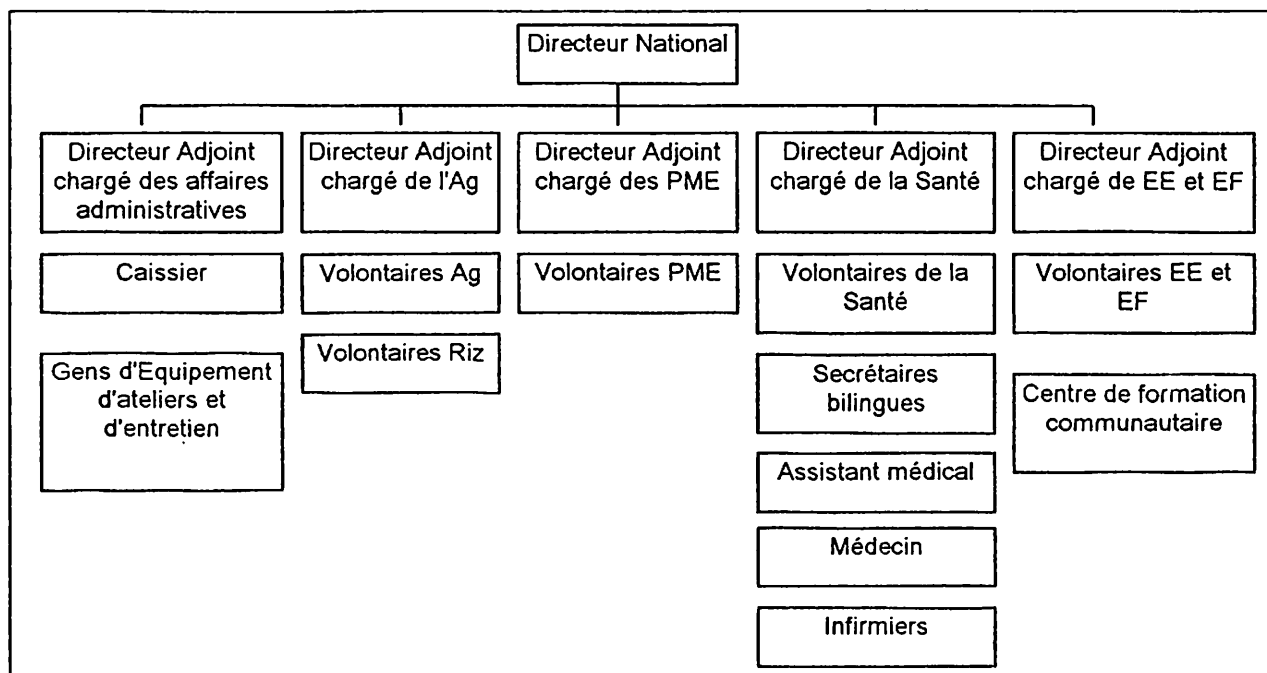 Directeur National
Directeur Adjoint
chargé des affaires
administratives
Directeur Adjoint
chargé de l'Ag
Directeur Adjoint
chargé des PME
Directeur Adjoint
chargé de la Santé
Directeur Adjoint
chargé de EE et EF
Caissier
Volontaires Ag
Volontaires PME
Volontaires de la
Santé
Volontaires EE et
EF
Gens d'Equipement
d'ateliers et
d'entretien
Volontaires Riz
Secrétaires
bilingues
Centre de formation
communautaire
Assistant médical
Médecin
Infirmiers